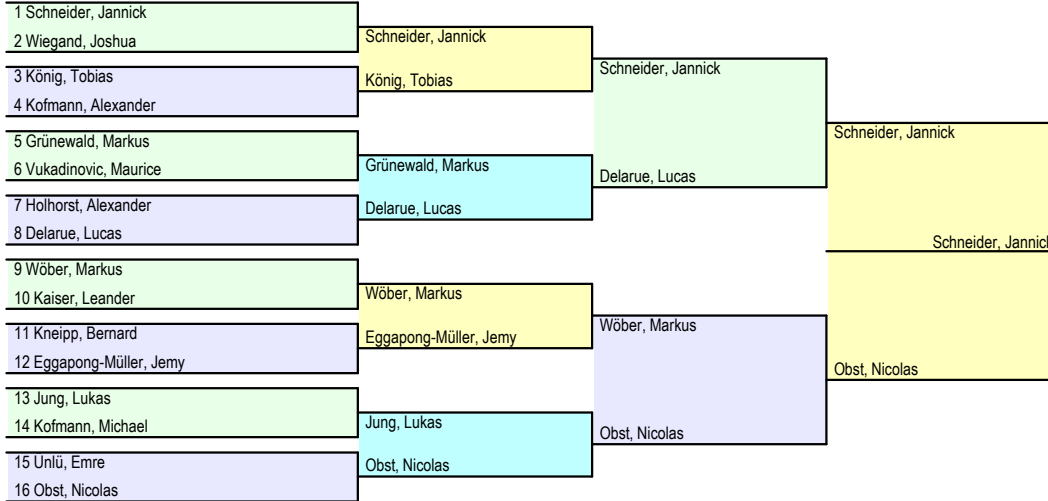 1 Schneider, Jannick
2 Wiegand, Joshua
3 König, Tobias
4 Kofmann, Alexander
5 Grünewald, Markus
6 Vukadinovic, Maurice
7 Holhorst, Alexander
8 Delarue, Lucas
9 Wöber, Markus
10 Kaiser, Leander
11 Kneipp, Bernard
12 Eggapong-Müller, Jemy
13 Jung, Lukas
14 Kofmann, Michael
15 Unlü, Emre
16 Obst, Nicolas
Schneider, Jannick
König, Tobias
Grünewald, Markus
Delarue, Lucas
Wöber, Markus
Eggapong-Müller, Jemy
Jung, Lukas
Obst, Nicolas
Schneider, Jannick
Delarue, Lucas
Wöber, Markus
Obst, Nicolas
Schneider, Jannick
Obst, Nicolas
Schneider, Jannick